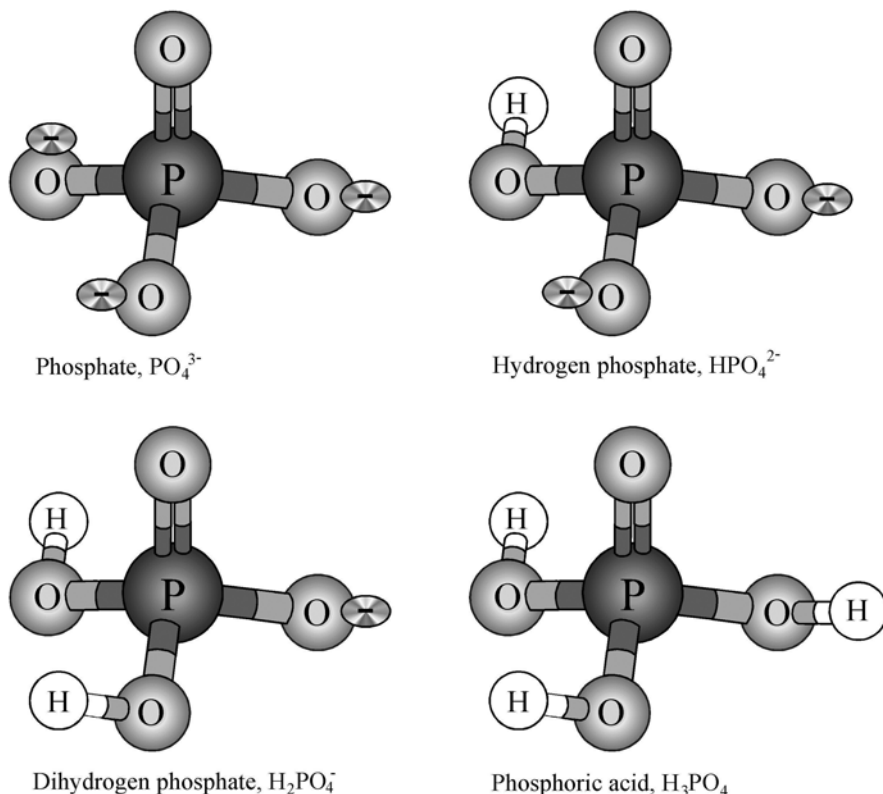 O
O P O
O
Phosphate, PO₄³⁻
O
H
O P O
O
Hydrogen phosphate, HPO₄²⁻
O
H
O P O
H O
Dihydrogen phosphate, H₂PO₄⁻
O
H
O P O H
H O
Phosphoric acid, H₃PO₄